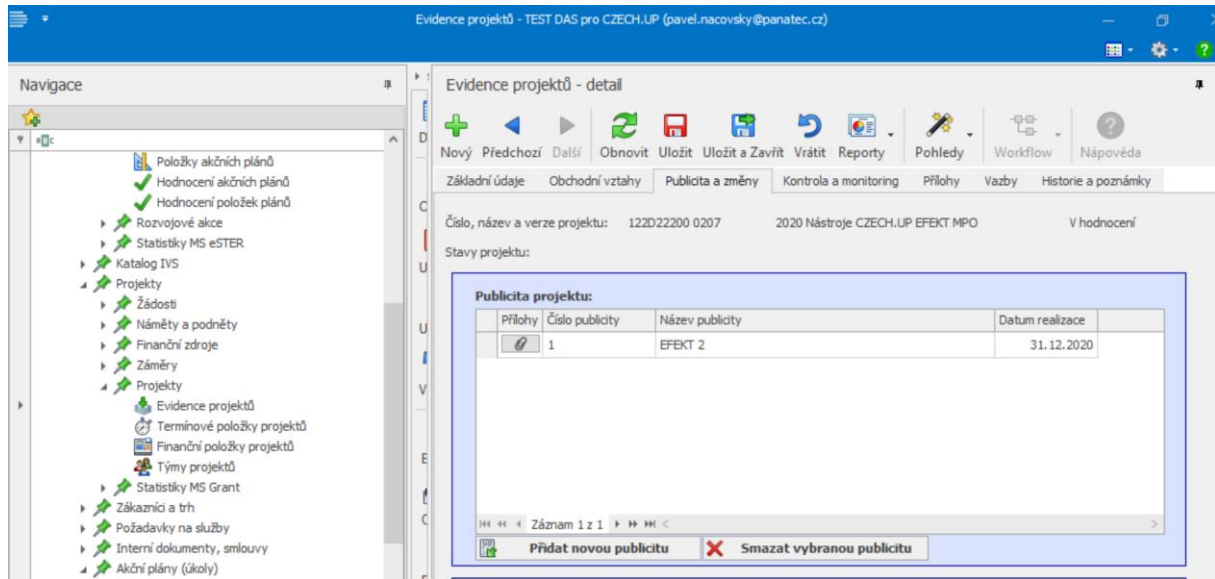 Evidence projektů - TEST DAS pro CZECH.UP (pavel.nacovsky@panatec.cz)
Navigace
Položky akčních plánů
Hodnocení akčních plánů
Hodnocení položek plánů
Rozvojové akce
Statistiky MS eSTER
Katalog IVS
Projekty
Žádosti
Náměty a podněty
Finanční zdroje
Záměry
Projekty
Evidence projektů
Termínové položky projektů
Finanční položky projektů
Týmy projektů
Statistiky MS Grant
Zákazníci a trh
Požadavky na služby
Interní dokumenty, smlouvy
Akční plány (úkoly)
Evidence projektů - detail
Nový Předchozí Další Obnovit Uložit Uložit a Zavřít Vrátit Reporty Pohledy Workflow Nápověda
Základní údaje Obchodní vztahy Publicita a změny Kontrola a monitoring Přílohy Vazby Historie a poznámky
Číslo, název a verze projektu: 122D22200 0207 2020 Nástroje CZECH.UP EFEKT MPO V hodnocení
Stavy projektu:
Publicita projektu:
Přílohy Číslo publicity Název publicity Datum realizace
1 EFEKT 2 31.12.2020
Záznam 1 z 1
Přidat novou publicitu Smazat vybranou publicitu